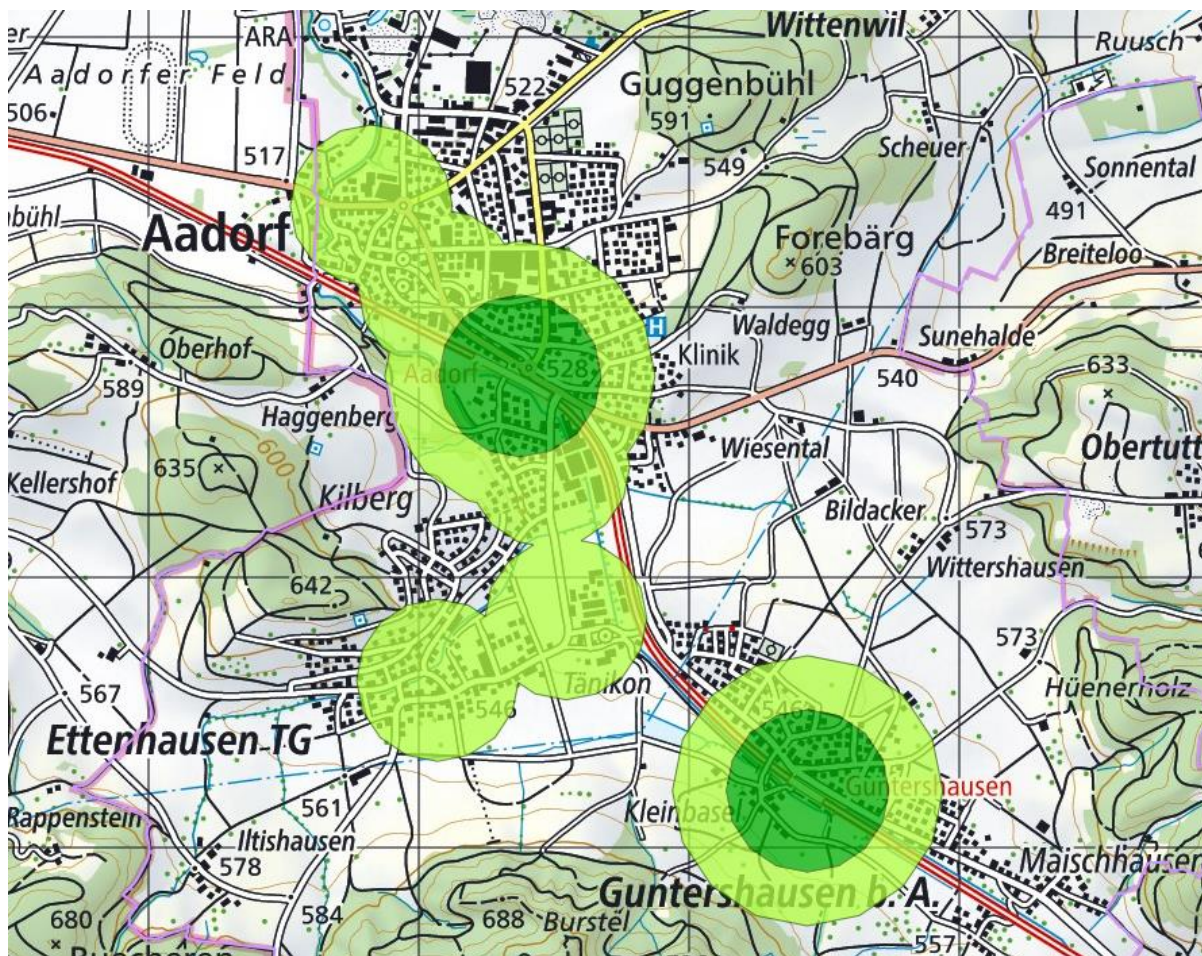 Wittenwil
ARA
Ruusch
Aadorfer Feld
522
Guggenbühl
506
591
Scheuer
517
549
Sonnental
491
bühl
Aadorf
Forebärg
603
Breiteloo
Waldegg
Sunehalde
Oberhof
Klinik
H
633
589
Aadorf
528
540
Haggenberg
600
Wiesental
Obertutt
635
Kellershof
Kilberg
Bildacker
573
Wittershausen
642
573
567
Tänikon
Hüenerholz
546
Ettenhausen TG
Guntershausen
Rappenstein
561
Kleinbasel
Iltishausen
578
Maischhausen
Guntershausen b. A.
680
584
688
Burstel
557